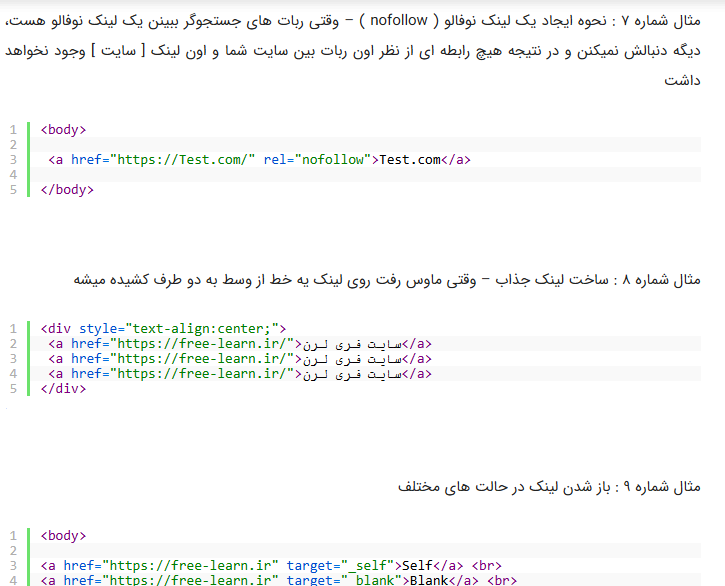 مثال شماره ۷ : نحوه ایجاد یک لینک نوفالو ( nofollow ) – وقتی ربات های جستجوگر ببینن یک لینک نوفالو هست،
دیگه دنبالش نمیکنن و در نتیجه هیچ رابطه ای از نظر اون ربات بین سایت شما و اون لینک [ سایت ] وجود نخواهد
داشت
1 <body>
2
3 <a href="https://Test.com/" rel="nofollow">Test.com</a>
4
5 </body>
مثال شماره ۸ : ساخت لینک جذاب – وقتی ماوس رفت روی لینک یه خط از وسط به دو طرف کشیده میشه
1 <div style="text-align:center;">
2 <a href="https://free-learn.ir/">سایت فری لرن</a>
3 <a href="https://free-learn.ir/">سایت فری لرن</a>
4 <a href="https://free-learn.ir/">سایت فری لرن</a>
5 </div>
مثال شماره ۹ : باز شدن لینک در حالت های مختلف
1 <body>
2
3 <a href="https://free-learn.ir" target="_self">Self</a> <br>
4 <a href="https://free-learn.ir" target="_blank">Blank</a> <br>